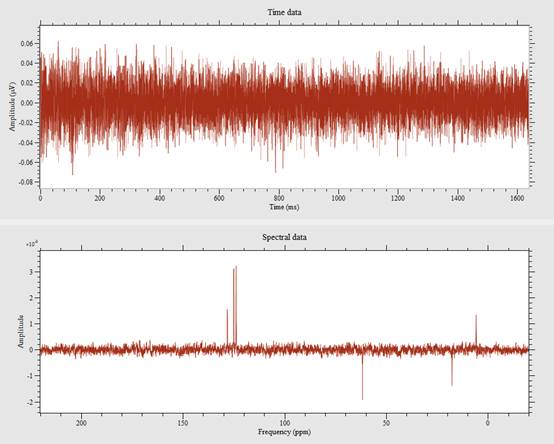 Time data
0.06
0.04
0.02
0.00
-0.02
-0.04
-0.06
-0.08
Amplitude (µV)
0 200 400 600 800 1000 1200 1400 1600
Time (ms)
Spectral data
3
2
1
0
-1
-2
Amplitude
200 150 100 50 0
Frequency (ppm)